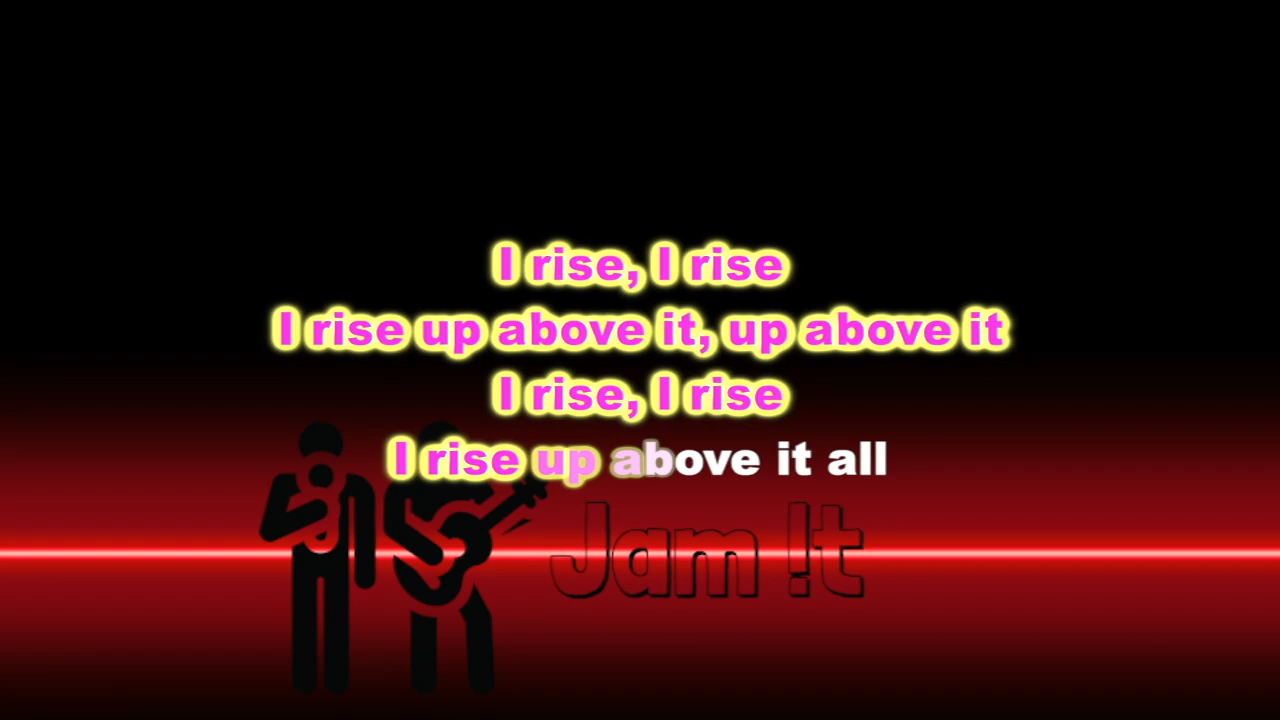 I rise, I rise
I rise up above it, up above it
I rise, I rise
I rise up above it all
Jam !t